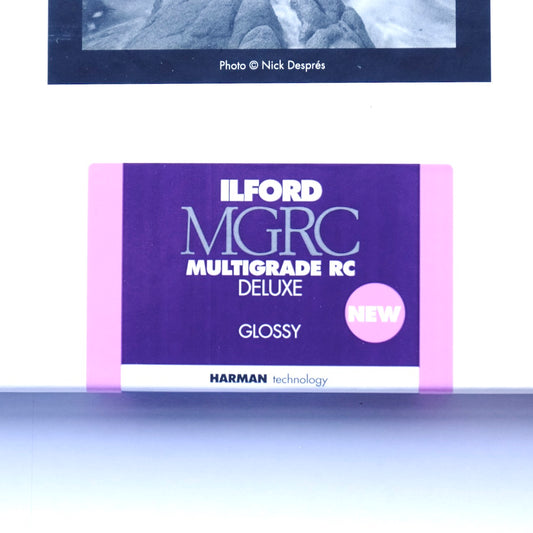 Photo © Nick Després
ILFORD
MGRC
MULTIGRADE RC
DELUXE
NEW
GLOSSY
HARMAN technology